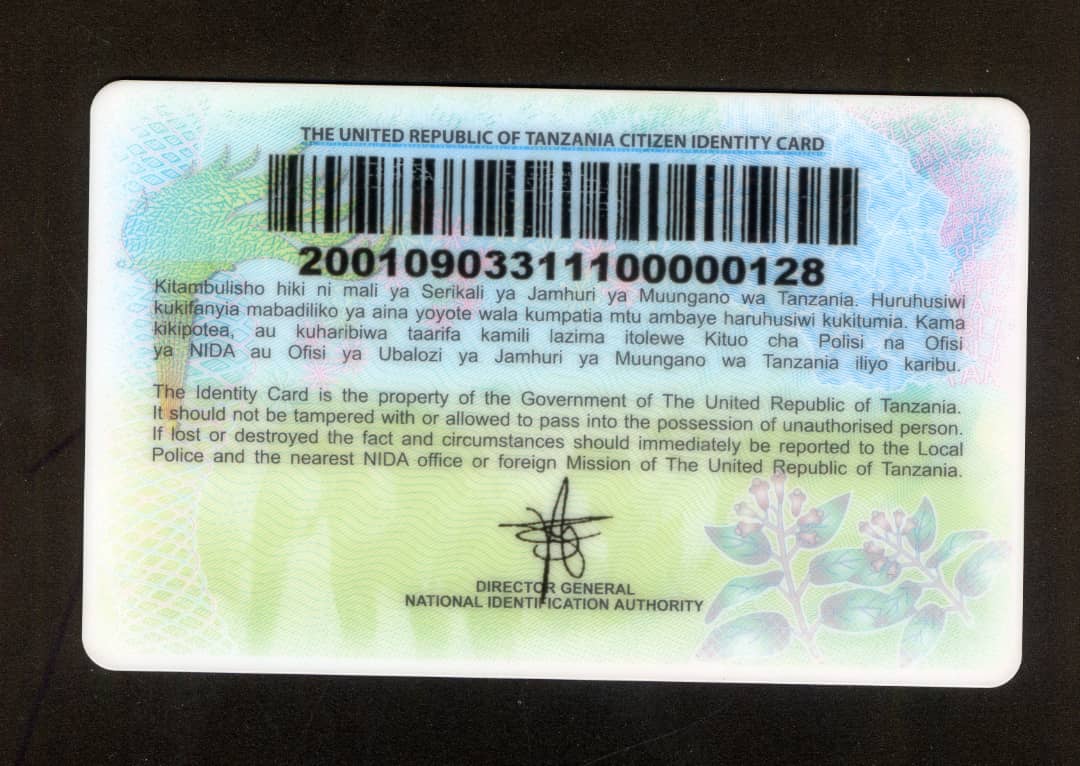 THE UNITED REPUBLIC OF TANZANIA CITIZEN IDENTITY CARD
20010903311100000128
Kitambulisho hiki ni mali ya Serikali ya Jamhuri ya Muungano wa Tanzania. Huruhusiwi
kukifanyia mabadiliko ya aina yoyote wala kumpatia mtu ambaye haruhusiwi kukitumia. Kama
kikipotea, au kuharibiwa taarifa kamili lazima itolewe Kituo cha Polisi na Ofisi
ya NIDA au Ofisi ya Ubalozi ya Jamhuri ya Muungano wa Tanzania iliyo karibu.
The Identity Card is the property of the Government of The United Republic of Tanzania.
It should not be tampered with or allowed to pass into the possession of unauthorised person.
If lost or destroyed the fact and circumstances should immediately be reported to the Local
Police and the nearest NIDA office or foreign Mission of The United Republic of Tanzania.
DIRECTOR GENERAL
NATIONAL IDENTIFICATION AUTHORITY